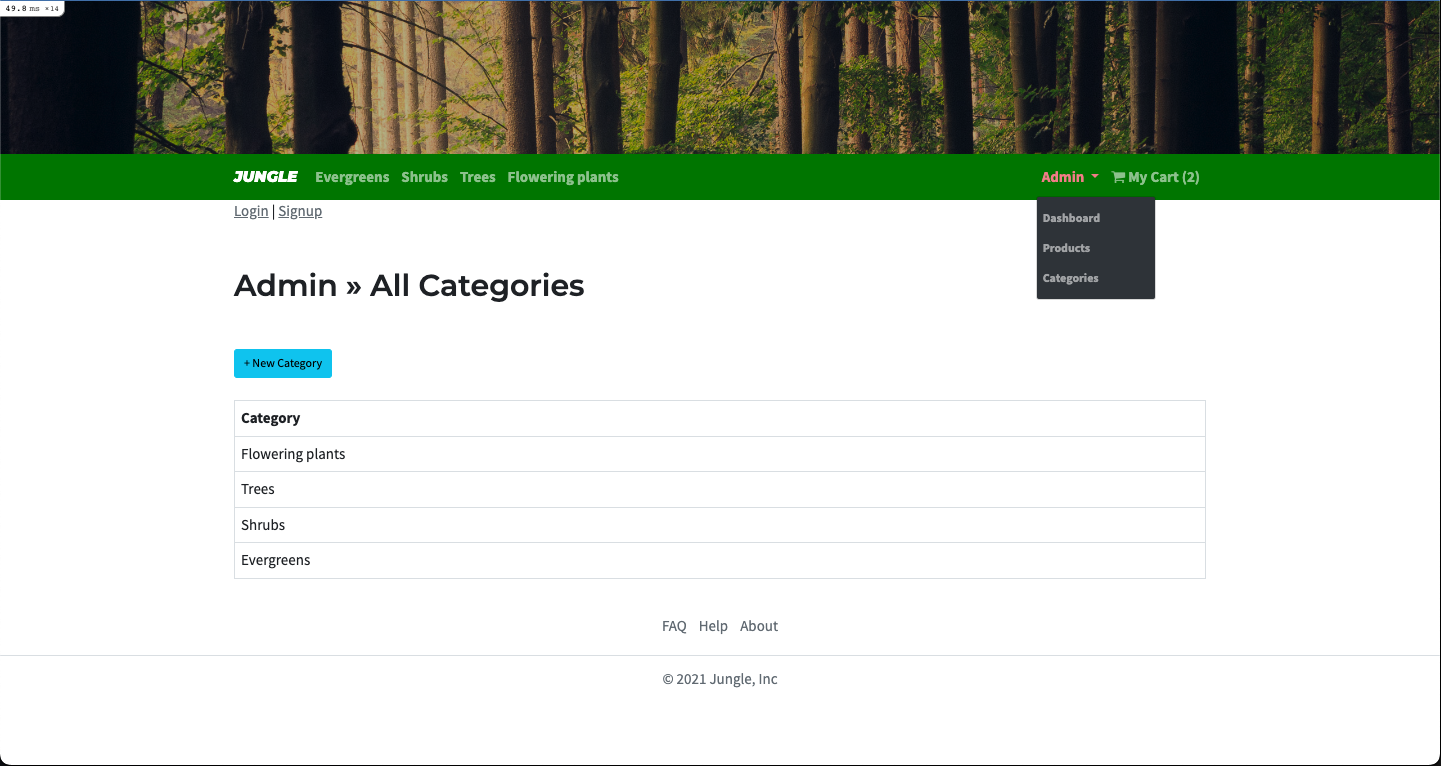 49.8 ms ×14
JUNGLE Evergreens Shrubs Trees Flowering plants Admin My Cart (2)
Login | Signup
Dashboard
Products
Categories
Admin » All Categories
+ New Category
Category
Flowering plants
Trees
Shrubs
Evergreens
FAQ Help About
© 2021 Jungle, Inc